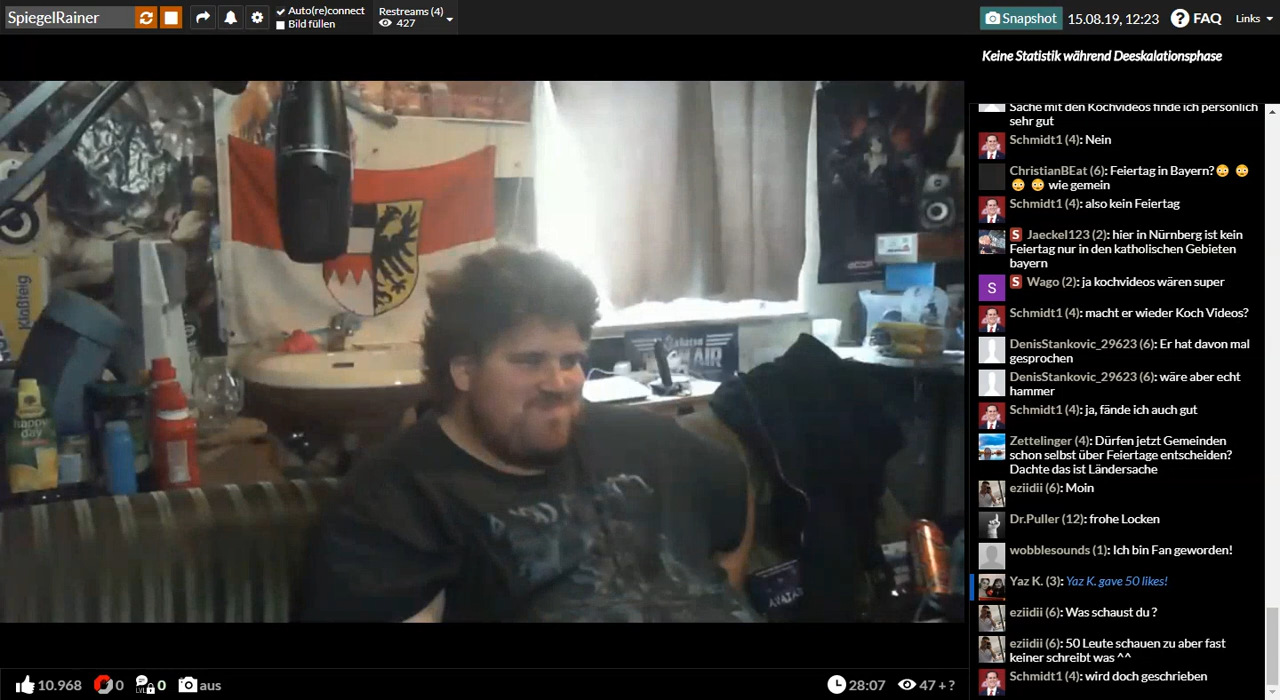 SpiegelRainer
Auto(re)connect
Bild füllen
Restreams (4)
427
Snapshot
15.08.19, 12:23
FAQ
Links
Keine Statistik während Deeskalationsphase
Sache mit den Kochvideos finde ich persönlich
sehr gut
Schmidt1 (4): Nein
ChristianBEat (6): Feiertag in Bayern?😳 😳
😳 😳 wie gemein
Schmidt1 (4): also kein Feiertag
S Jaeckel123 (2): hier in Nürnberg ist kein
Feiertag nur in den katholischen Gebieten
bayern
S
S Wago (2): ja kochvideos wären super
Schmidt1 (4): macht er wieder Koch Videos?
DenisStankovic_29623 (6): Er hat davon mal
gesprochen
DenisStankovic_29623 (6): wäre aber echt
hammer
Schmidt1 (4): ja, fände ich auch gut
Zettelinger (4): Dürfen jetzt Gemeinden
schon selbst über Feiertage entscheiden?
Dachte das ist Ländersache
eziidii (6): Moin
Dr.Puller (12): frohe Locken
wobblesounds (1): Ich bin Fan geworden!
Yaz K. (3): Yaz K. gave 50 likes!
eziidii (6): Was schaust du ?
eziidii (6): 50 Leute schauen zu aber fast
keiner schreibt was ^^
Schmidt1 (4): wird doch geschrieben
happy
day
AVATAR
10.968
0
LVL
0
aus
28:07
47 + ?